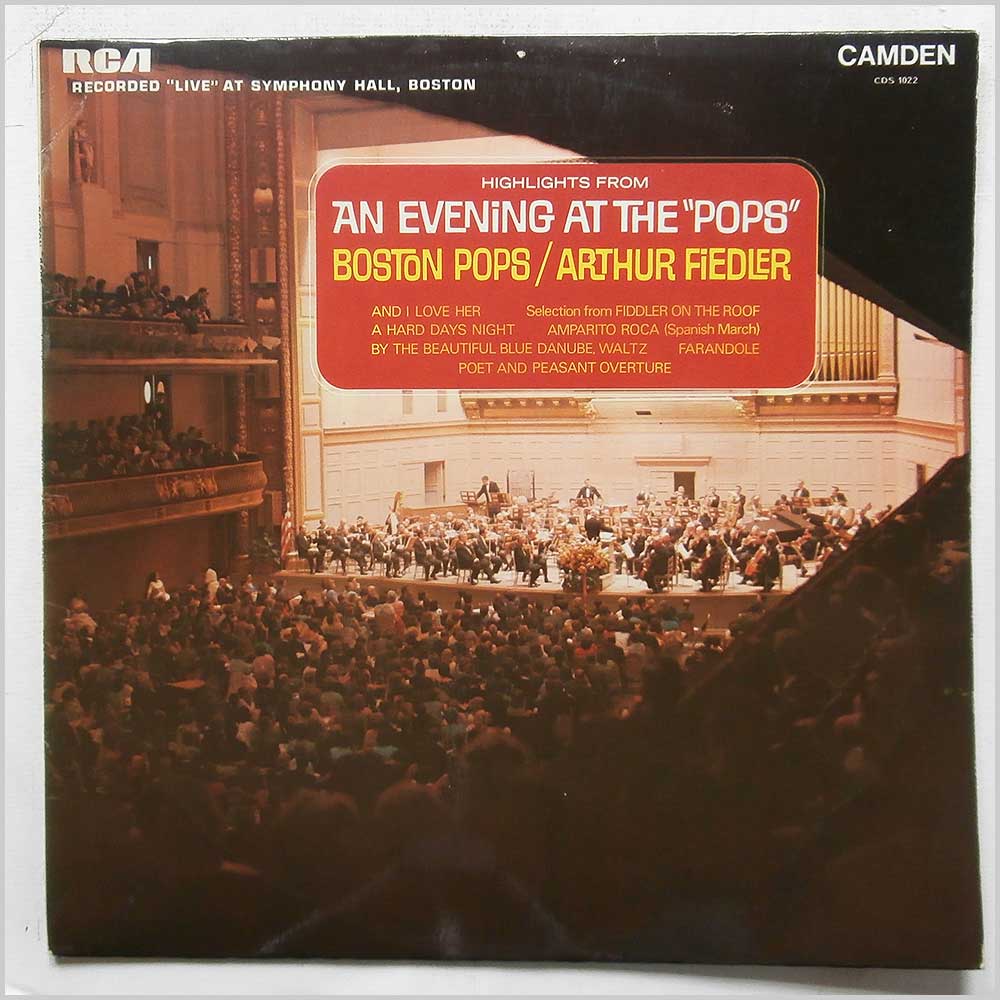 RCA
CAMDEN
RECORDED "LIVE" AT SYMPHONY HALL, BOSTON
CDS 1022
HIGHLIGHTS FROM
AN EVENING AT THE "POPS"
BOSTON POPS / ARTHUR FIEDLER
AND I LOVE HER Selection from FIDDLER ON THE ROOF
A HARD DAYS NIGHT AMPARITO ROCA (Spanish March)
BY THE BEAUTIFUL BLUE DANUBE, WALTZ FARANDOLE
POET AND PEASANT OVERTURE